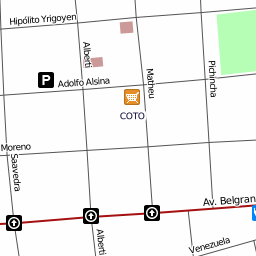 Hipólito Yrigoyen
Alberti
Matheu
Pichincha
P
Adolfo Alsina
COTO
Moreno
Saavedra
Av. Belgran
Alberti
Venezuela